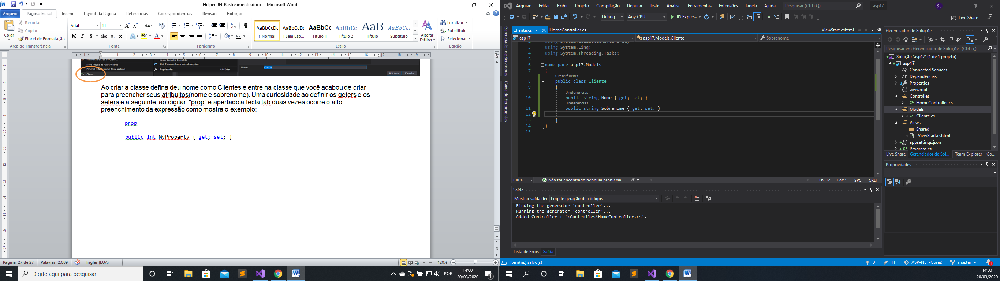 HelpersJN-Rastreamento.docx - Microsoft Word
Arquivo Página Inicial Inserir Layout da Página Referências Correspondências Revisão Exibição
Colar
Recortar
Copiar
Pincel de Formatação
Área de Transferência
Arial 11
Fonte
Parágrafo
AaBbCcDc AaBbCcDc AaBbCc AaBbCc AaB AaBbCc.
¶ Normal ¶ Sem Esp... Título 1 Título 2 Título Subtítulo
Estilo
Alterar
Estilos
Localizar
Substituir
Selecionar
Edição
Biblioteca do Lado do Cliente...
Novo Projeto do Azure WebJob
Projeto Existente como Azure WebJob
Classe...
Copiar Caminho Completo
Abrir Pasta no Gerenciador de Arquivos
Propriedades Alt+Enter
Nome: Class.cs
Adicionar Cancelar
Ao criar a classe defina deu nome como Clientes e entre na classe que você acabou de criar
para preencher seus atribuitos(nome e sobrenome). Uma curiosidade ao definir os geters e os
seters e a seguinte, ao digitar: “prop” e apertado à tecla tab duas vezes ocorre o alto
preenchimento da expressão como mostra o exemplo:
prop
public int MyProperty { get; set; }
Página: 27 de 27 Palavras: 2.089 Inglês (EUA) 120%
Digite aqui para pesquisar
POR
14:00
20/03/2020
1
Arquivo Editar Exibir Projeto Compilação Depurar Teste Análise Ferramentas Extensões Janela Ajuda Pesquisar (Ctrl+Q) asp17 BL
Debug Any CPU IIS Express Live Share
Gerenciador de Servidores
Caixa de Ferramentas
Cliente.cs HomeController.cs _ViewStart.cshtml
asp17 asp17.Models.Cliente Sobrenome
2 using System.Collections.Generic;
3 using System.Linq;
4 using System.Threading.Tasks;
5
6 namespace asp17.Models
7 {
0 referências
8 public class Cliente
9 {
0 referências
10 public string Nome { get; set; }
0 referências
11 public string Sobrenome { get; set; }
12
13 }
14 }
15
100 % Não foi encontrado nenhum problema Ln: 12 Car: 9 SPC CRLF
Saída
Mostrar saída de: Log de geração de códigos
Finding the generator 'controller'...
Running the generator 'controller'...
Added Controller : '\Controlles\HomeController.cs'.
Lista de Erros Saída
Gerenciador de Soluções
Pesquisar em Gerenciador de Soluções (Ctrl+ç)
Solução 'asp17' (1 de 1 projeto)
asp17
Connected Services
Dependências
Properties
wwwroot
Controlles
HomeController.cs
Models
Cliente.cs
Views
Shared
_ViewStart.cshtml
appsettings.json
Program.cs
Live Share Gerenciador de Sol... Team Explorer – Co...
Propriedades
Item(ns) salvo(s) 0 11 ASP-NET-Core2 master 3
14:00
20/03/2020